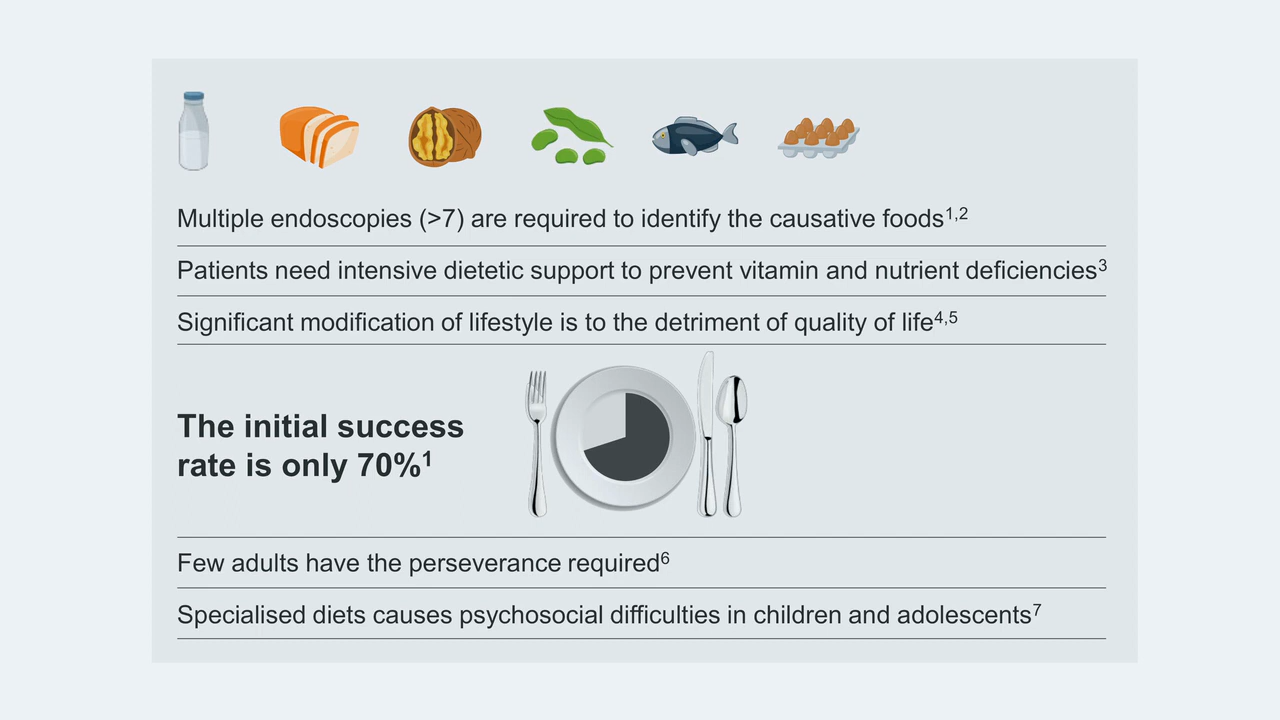 Multiple endoscopies (>7) are required to identify the causative foods1,2
Patients need intensive dietetic support to prevent vitamin and nutrient deficiencies3
Significant modification of lifestyle is to the detriment of quality of life4,5
The initial success
rate is only 70%1
Few adults have the perseverance required6
Specialised diets causes psychosocial difficulties in children and adolescents7